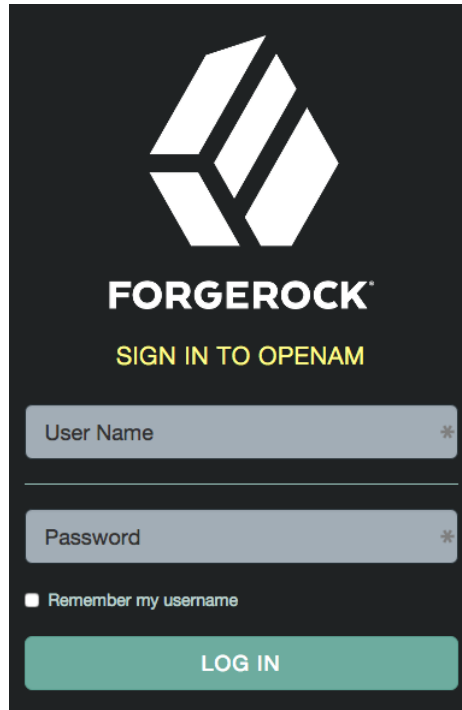 FORGEROCK®
SIGN IN TO OPENAM
User Name *
Password *
Remember my username
LOG IN